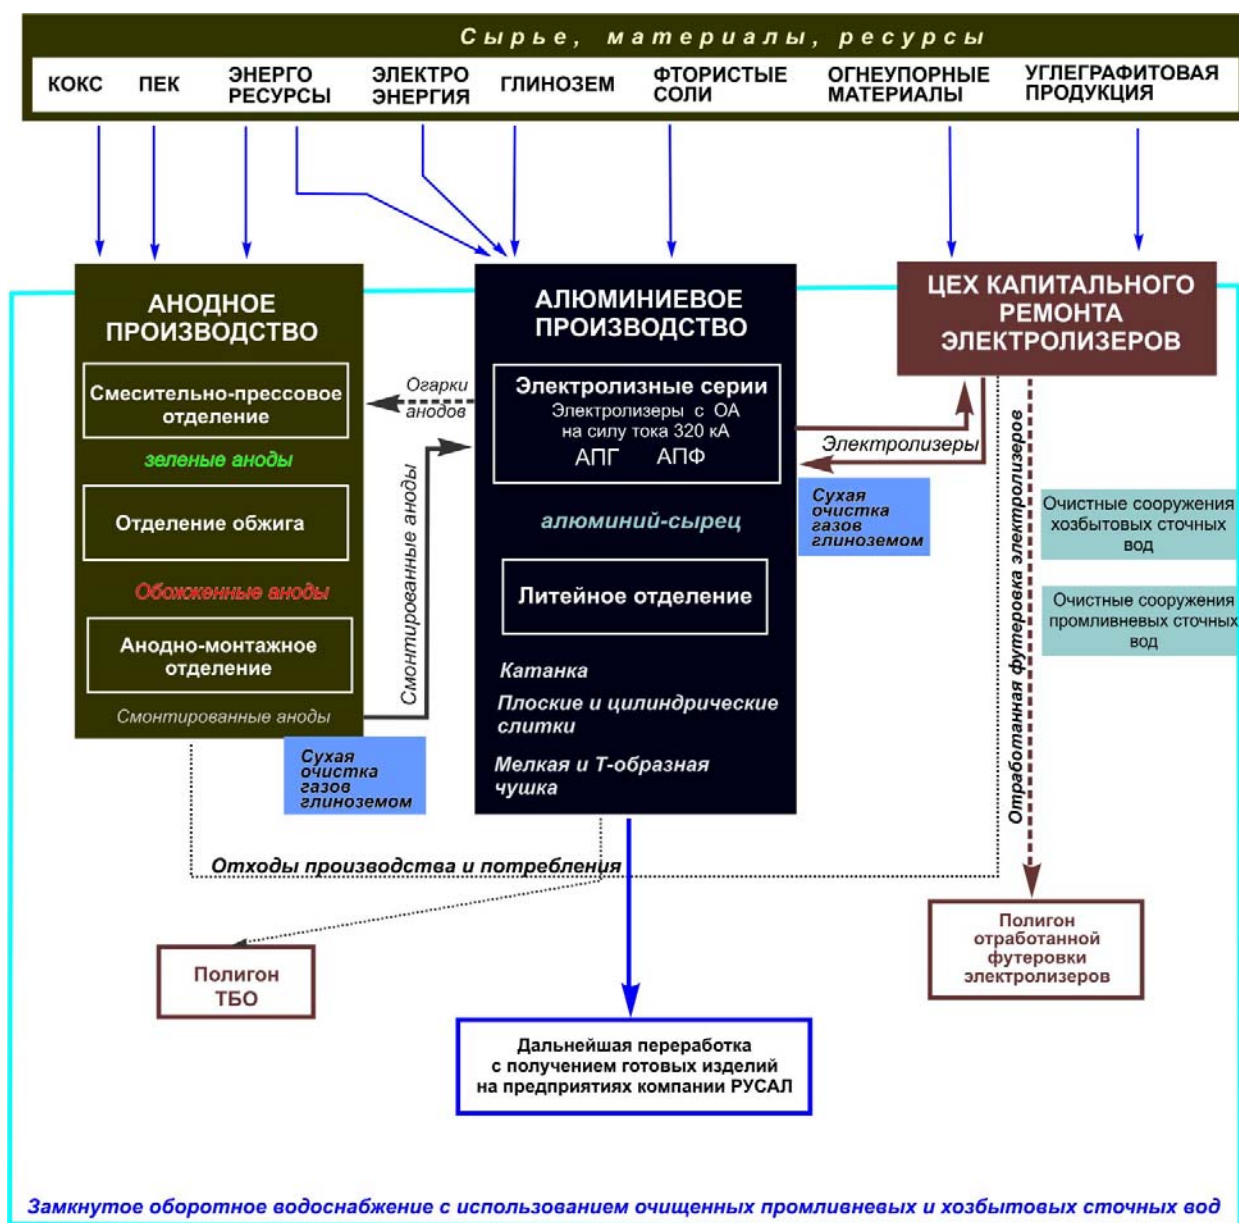 Сырье, материалы, ресурсы
КОКС
ПЕК
ЭНЕРГО
РЕСУРСЫ
ЭЛЕКТРО
ЭНЕРГИЯ
ГЛИНОЗЕМ
ФТОРИСТЫЕ
СОЛИ
ОГНЕУПОРНЫЕ
МАТЕРИАЛЫ
УГЛЕГРАФИТОВАЯ
ПРОДУКЦИЯ
АНОДНОЕ
ПРОИЗВОДСТВО
Смесительно-прессовое
отделение
зеленые аноды
Отделение обжига
Обожженные аноды
Анодно-монтажное
отделение
Смонтированные аноды
Сухая
очистка
газов
глиноземом
Огарки
анодов
Смонтированные аноды
АЛЮМИНИЕВОЕ
ПРОИЗВОДСТВО
Электролизные серии
Электролизеры с ОА
на силу тока 320 кА
АПГ АПФ
алюминий-сырец
Литейное отделение
Катанка
Плоские и цилиндрические
слитки
Мелкая и Т-образная
чушка
Электролизеры
Сухая
очистка
газов
глиноземом
ЦЕХ КАПИТАЛЬНОГО
РЕМОНТА
ЭЛЕКТРОЛИЗЕРОВ
Отработанная футеровка электролизеров
Очистные сооружения
хозбытовых сточных
вод
Очистные сооружения
промливневых сточных
вод
Отходы производства и потребления
Полигон
ТБО
Полигон
отработанной
футеровки
электролизеров
Дальнейшая переработка
с получением готовых изделий
на предприятиях компании РУСАЛ
Замкнутое оборотное водоснабжение с использованием очищенных промливневых и хозбытовых сточных вод